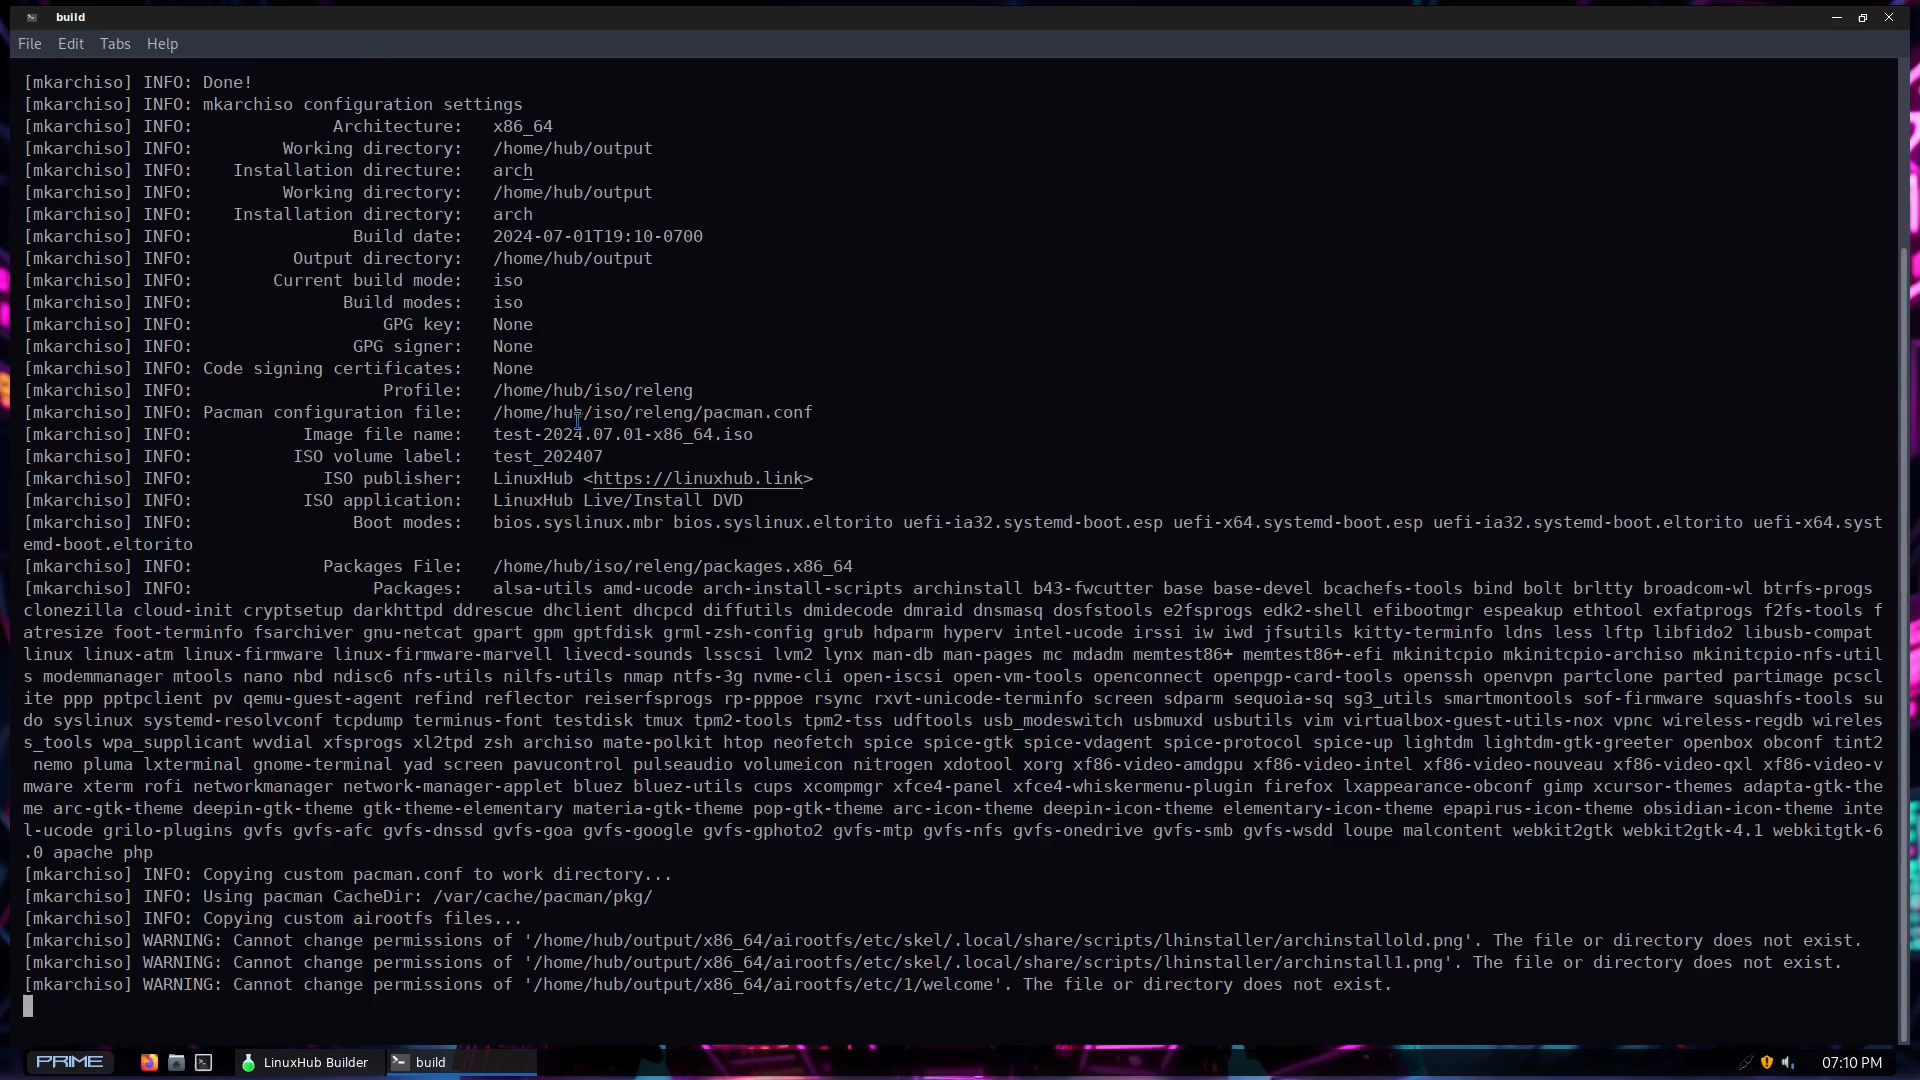 build
File Edit Tabs Help
[mkarchiso] INFO: Done!
[mkarchiso] INFO: mkarchiso configuration settings
[mkarchiso] INFO:              Architecture:   x86_64
[mkarchiso] INFO:         Working directory:   /home/hub/output
[mkarchiso] INFO:    Installation directure:   arch
[mkarchiso] INFO:         Working directory:   /home/hub/output
[mkarchiso] INFO:    Installation directory:   arch
[mkarchiso] INFO:                Build date:   2024-07-01T19:10-0700
[mkarchiso] INFO:          Output directory:   /home/hub/output
[mkarchiso] INFO:        Current build mode:   iso
[mkarchiso] INFO:               Build modes:   iso
[mkarchiso] INFO:                   GPG key:   None
[mkarchiso] INFO:                GPG signer:   None
[mkarchiso] INFO: Code signing certificates:   None
[mkarchiso] INFO:                   Profile:   /home/hub/iso/releng
[mkarchiso] INFO: Pacman configuration file:   /home/hub/iso/releng/pacman.conf
[mkarchiso] INFO:           Image file name:   test-2024.07.01-x86_64.iso
[mkarchiso] INFO:          ISO volume label:   test_202407
[mkarchiso] INFO:             ISO publisher:   LinuxHub <https://linuxhub.link>
[mkarchiso] INFO:           ISO application:   LinuxHub Live/Install DVD
[mkarchiso] INFO:                Boot modes:   bios.syslinux.mbr bios.syslinux.eltorito uefi-ia32.systemd-boot.esp uefi-x64.systemd-boot.esp uefi-ia32.systemd-boot.eltorito uefi-x64.syst
emd-boot.eltorito
[mkarchiso] INFO:             Packages File:   /home/hub/iso/releng/packages.x86_64
[mkarchiso] INFO:                  Packages:   alsa-utils amd-ucode arch-install-scripts archinstall b43-fwcutter base base-devel bcachefs-tools bind bolt brltty broadcom-wl btrfs-progs
clonezilla cloud-init cryptsetup darkhttpd ddrescue dhclient dhcpcd diffutils dmidecode dmraid dnsmasq dosfstools e2fsprogs edk2-shell efibootmgr espeakup ethtool exfatprogs f2fs-tools f
atresize foot-terminfo fsarchiver gnu-netcat gpart gpm gptfdisk grml-zsh-config grub hdparm hyperv intel-ucode irssi iw iwd jfsutils kitty-terminfo ldns less lftp libfido2 libusb-compat
linux linux-atm linux-firmware linux-firmware-marvell livecd-sounds lsscsi lvm2 lynx man-db man-pages mc mdadm memtest86+ memtest86+-efi mkinitcpio mkinitcpio-archiso mkinitcpio-nfs-util
s modemmanager mtools nano nbd ndisc6 nfs-utils nilfs-utils nmap ntfs-3g nvme-cli open-iscsi open-vm-tools openconnect openpgp-card-tools openssh openvpn partclone parted partimage pcscl
ite ppp pptpclient pv qemu-guest-agent refind reflector reiserfsprogs rp-pppoe rsync rxvt-unicode-terminfo screen sdparm sequoia-sq sg3_utils smartmontools sof-firmware squashfs-tools su
do syslinux systemd-resolvconf tcpdump terminus-font testdisk tmux tpm2-tools tpm2-tss udftools usb_modeswitch usbmuxd usbutils vim virtualbox-guest-utils-nox vpnc wireless-regdb wireles
s_tools wpa_supplicant wvdial xfsprogs xl2tpd zsh archiso mate-polkit htop neofetch spice spice-gtk spice-vdagent spice-protocol spice-up lightdm lightdm-gtk-greeter openbox obconf tint2
nemo pluma lxterminal gnome-terminal yad screen pavucontrol pulseaudio volumeicon nitrogen xdotool xorg xf86-video-amdgpu xf86-video-intel xf86-video-nouveau xf86-video-qxl xf86-video-v
mware xterm rofi networkmanager network-manager-applet bluez bluez-utils cups xcompmgr xfce4-panel xfce4-whiskermenu-plugin firefox lxappearance-obconf gimp xcursor-themes adapta-gtk-the
me arc-gtk-theme deepin-gtk-theme gtk-theme-elementary materia-gtk-theme pop-gtk-theme arc-icon-theme deepin-icon-theme elementary-icon-theme epapirus-icon-theme obsidian-icon-theme inte
l-ucode grilo-plugins gvfs gvfs-afc gvfs-dnssd gvfs-goa gvfs-google gvfs-gphoto2 gvfs-mtp gvfs-nfs gvfs-onedrive gvfs-smb gvfs-wsdd loupe malcontent webkit2gtk webkit2gtk-4.1 webkitgtk-6
.0 apache php
[mkarchiso] INFO: Copying custom pacman.conf to work directory...
[mkarchiso] INFO: Using pacman CacheDir: /var/cache/pacman/pkg/
[mkarchiso] INFO: Copying custom airootfs files...
[mkarchiso] WARNING: Cannot change permissions of '/home/hub/output/x86_64/airootfs/etc/skel/.local/share/scripts/lhinstaller/archinstallold.png'. The file or directory does not exist.
[mkarchiso] WARNING: Cannot change permissions of '/home/hub/output/x86_64/airootfs/etc/skel/.local/share/scripts/lhinstaller/archinstall1.png'. The file or directory does not exist.
[mkarchiso] WARNING: Cannot change permissions of '/home/hub/output/x86_64/airootfs/etc/1/welcome'. The file or directory does not exist.
PRIME LinuxHub Builder build 07:10 PM